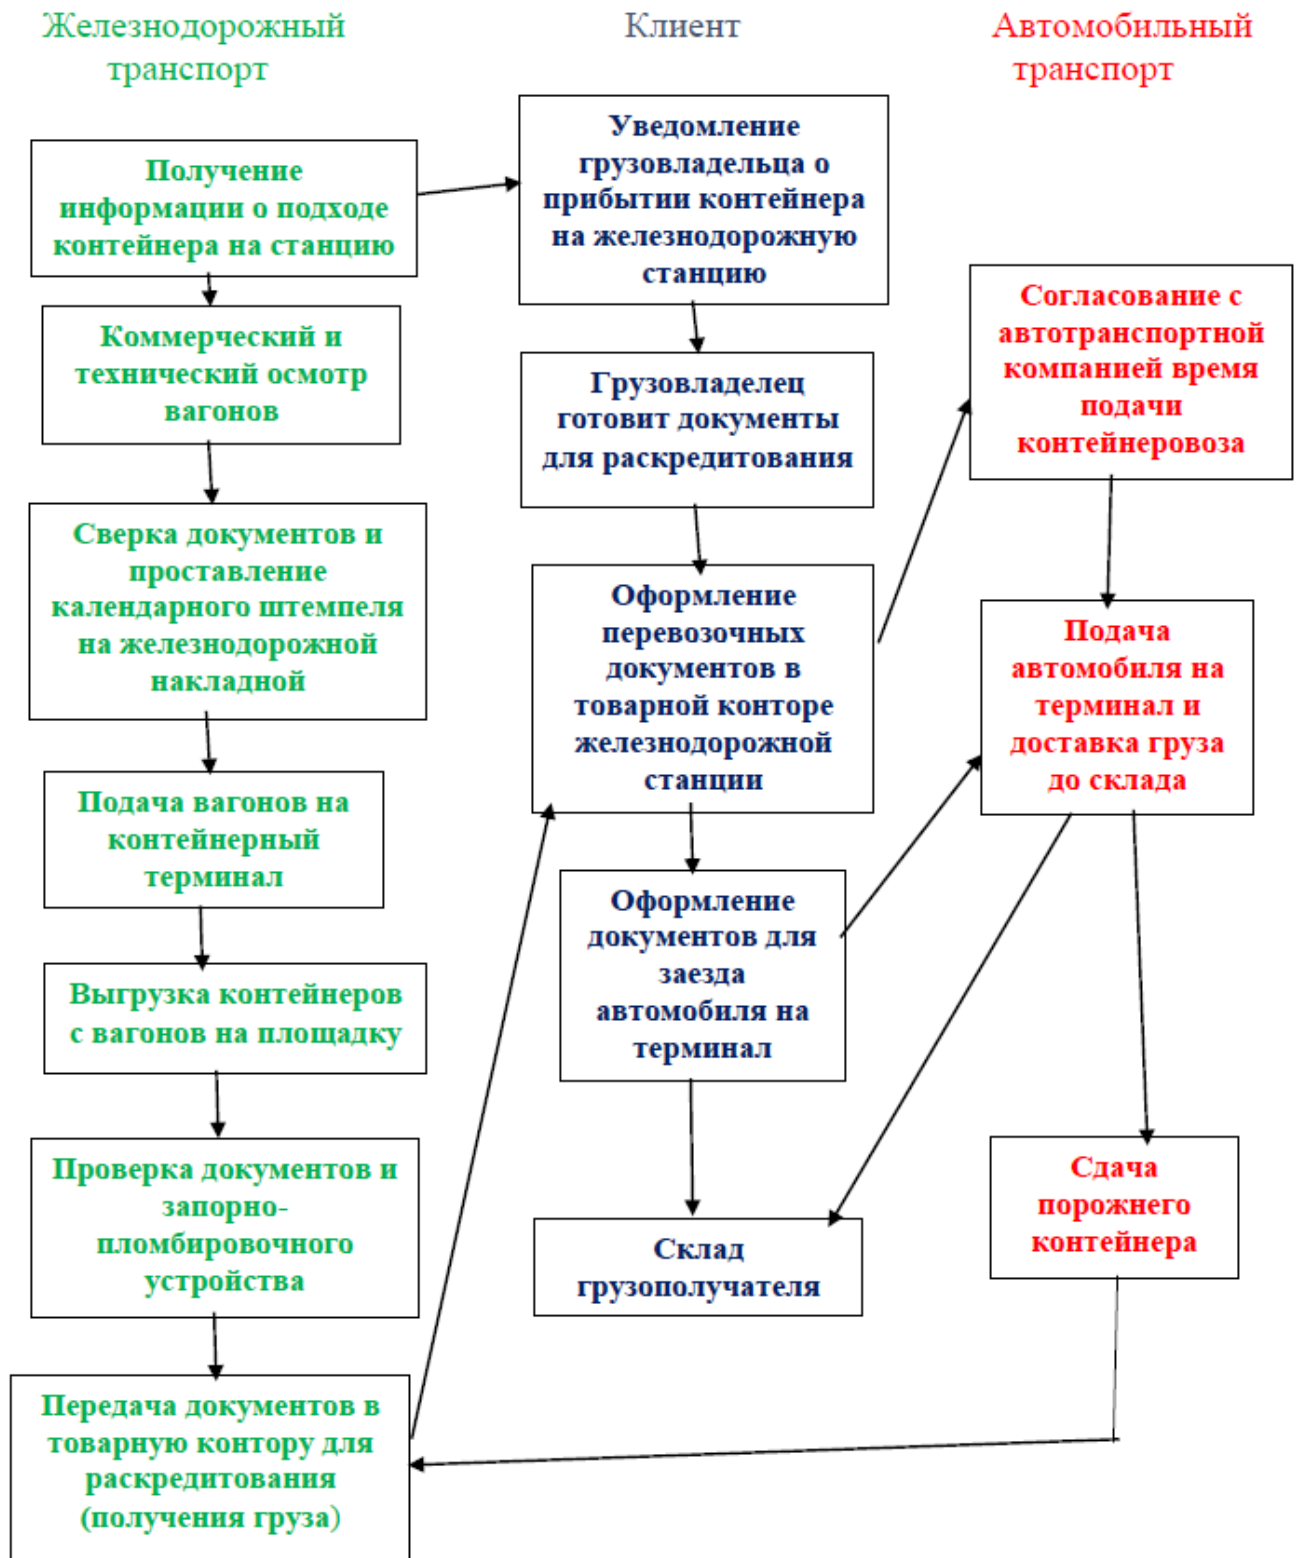 Железнодорожный
транспорт
Клиент
Автомобильный
транспорт
Получение
информации о подходе
контейнера на станцию
Коммерческий и
технический осмотр
вагонов
Сверка документов и
проставление
календарного штемпеля
на железнодорожной
накладной
Подача вагонов на
контейнерный
терминал
Выгрузка контейнеров
с вагонов на площадку
Проверка документов и
запорно-
пломбировочного
устройства
Передача документов в
товарную контору для
раскредитования
(получения груза)
Уведомление
грузовладельца о
прибытии контейнера
на железнодорожную
станцию
Грузовладелец
готовит документы
для раскредитования
Оформление
перевозочных
документов в
товарной конторе
железнодорожной
станции
Оформление
документов для
заезда
автомобиля на
терминал
Склад
грузополучателя
Согласование с
автотранспортной
компанией время
подачи
контейнеровоза
Подача
автомобиля на
терминал и
доставка груза
до склада
Сдача
порожнего
контейнера